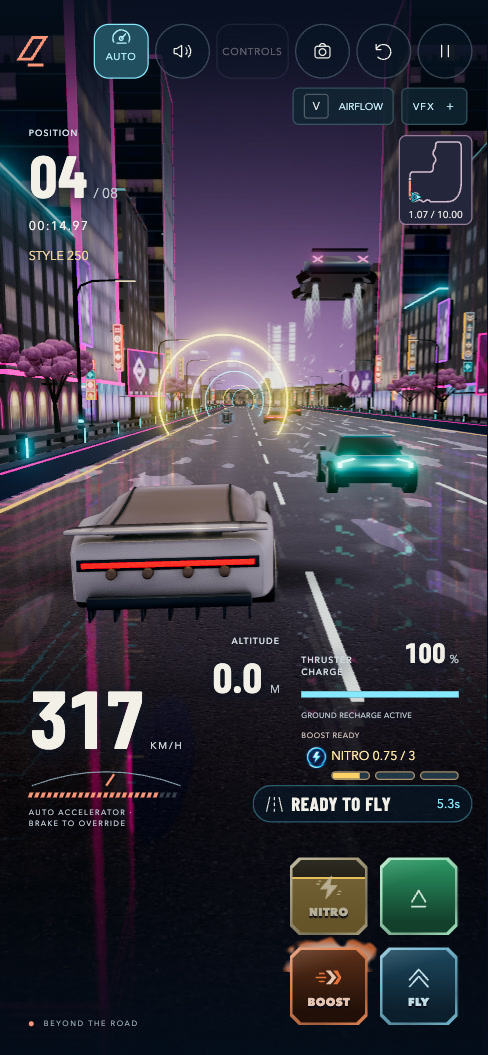 AUTO
CONTROLS
V AIRFLOW
VFX +
POSITION
04 / 08
00:14.97
STYLE 250
1.07 / 10.00
ALTITUDE
0.0 M
THRUSTER
CHARGE
100 %
GROUND RECHARGE ACTIVE
BOOST READY
NITRO 0.75 / 3
317 KM/H
READY TO FLY 5.3s
AUTO ACCELERATOR ·
BRAKE TO OVERRIDE
NITRO
BOOST
FLY
BEYOND THE ROAD